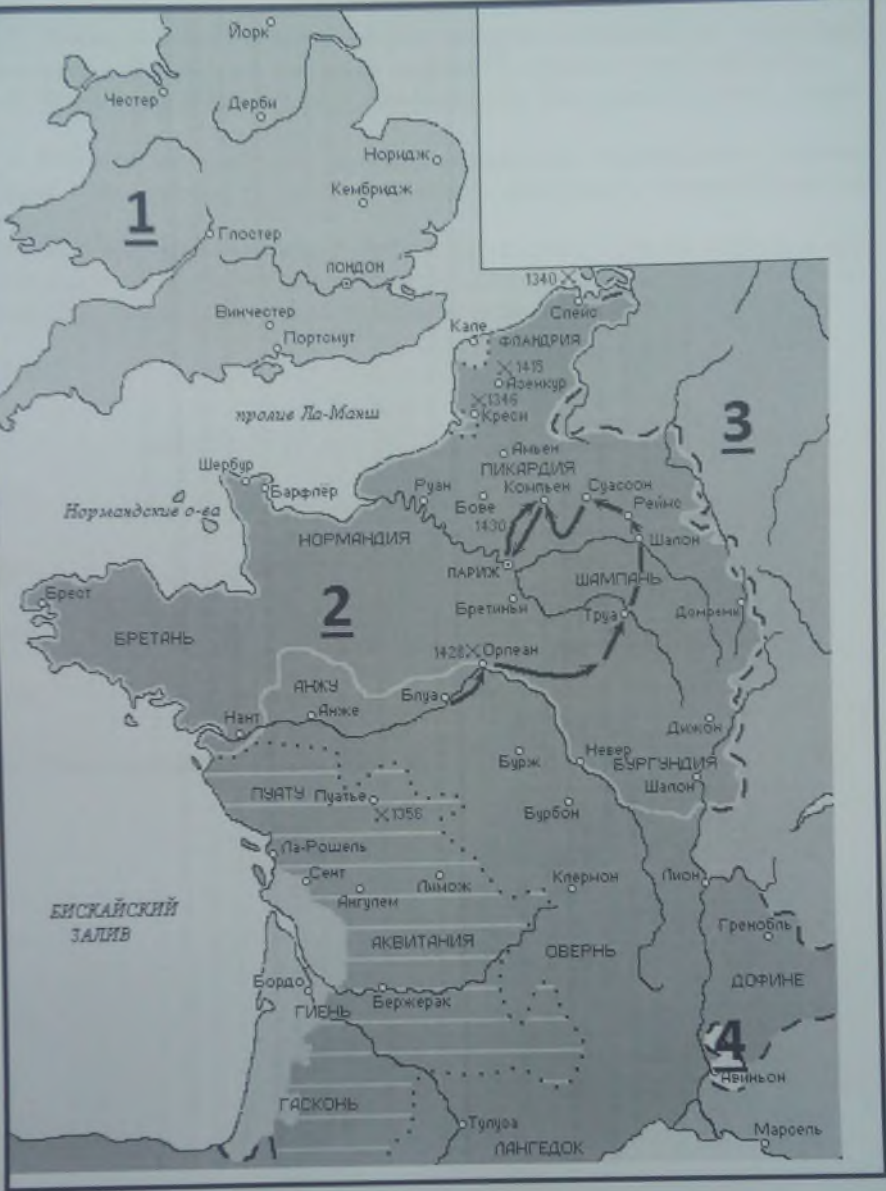 Йорк
Честер
Дерби
Норидж
Кембридж
1
Глостер
ЛОНДОН
Винчестер
Портсмут
1340
Слейс
Кале
ФЛАНДРИЯ
1415
Азенкур
1346
Креси
3
пролив Ла-Манш
Амьен
ПИКАРДИЯ
Шербур
Барфлёр
Руан
Бове
Компьен
Суассон
Реймс
Нормандские о-ва
1430
НОРМАНДИЯ
Шалон
ПАРИЖ
ШАМПАНЬ
Брест
2
Бретиньи
Труа
Домреми
БРЕТАНЬ
1428
Орлеан
АНЖУ
Блуа
Анже
Нант
Дижон
Бурж
Невер
БУРГУНДИЯ
Шалон
ПУАТУ
Пуатье
1356
Бурбон
Ла-Рошель
Сент
Ангулем
Лимож
Клермон
Лион
БИСКАЙСКИЙ
ЗАЛИВ
АКВИТАНИЯ
ОВЕРНЬ
Гренобль
ДОФИНЕ
Бордо
ГИЕНЬ
Бержерак
4
Авиньон
ГАСКОНЬ
Тулуза
ЛАНГЕДОК
Марсель